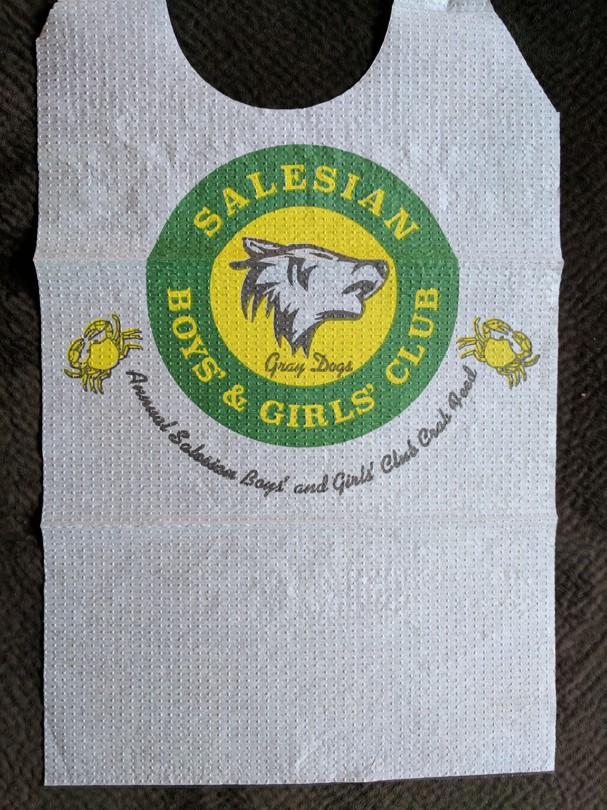 SALESIAN
Gray Dogs
BOYS' & GIRLS' CLUB
Annual Salesian Boys' and Girls' Club Crab Feed